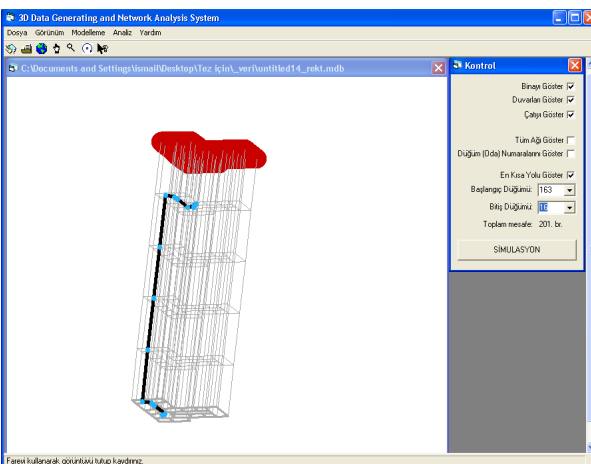 3D Data Generating and Network Analysis System
Dosya Görünüm Modelleme Analiz Yardım
C:\Documents and Settings\ismail\Desktop\Tez için\_veri\untitled14_rekt.mdb
Kontrol
Binayı Göster
Duvarları Göster
Çatıyı Göster
Tüm Ağı Göster
Düğüm (Oda) Numaralarını Göster
En Kısa Yolu Göster
Başlangıç Düğümü: 163
Bitiş Düğümü: 16
Toplam mesafe: 201. br.
SİMULASYON
Fareyi kullanarak görüntüyü tutup kaydırınız.